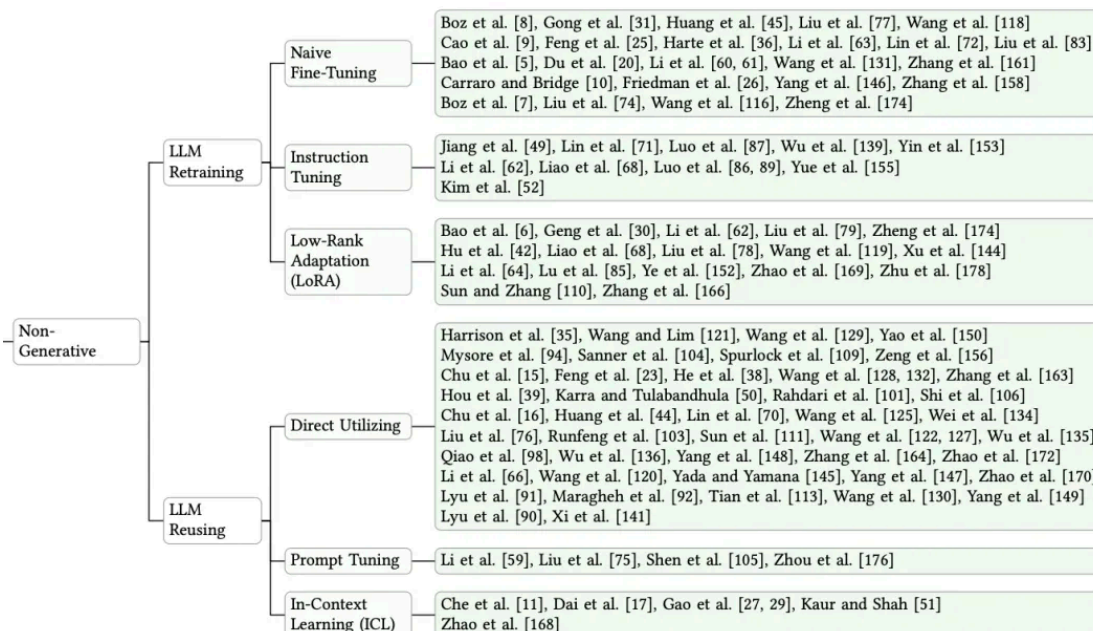 Non-
Generative
LLM
Retraining
Naive
Fine-Tuning
Boz et al. [8], Gong et al. [31], Huang et al. [45], Liu et al. [77], Wang et al. [118]
Cao et al. [9], Feng et al. [25], Harte et al. [36], Li et al. [63], Lin et al. [72], Liu et al. [83]
Bao et al. [5], Du et al. [20], Li et al. [60, 61], Wang et al. [131], Zhang et al. [161]
Carraro and Bridge [10], Friedman et al. [26], Yang et al. [146], Zhang et al. [158]
Boz et al. [7], Liu et al. [74], Wang et al. [116], Zheng et al. [174]
Instruction
Tuning
Jiang et al. [49], Lin et al. [71], Luo et al. [87], Wu et al. [139], Yin et al. [153]
Li et al. [62], Liao et al. [68], Luo et al. [86, 89], Yue et al. [155]
Kim et al. [52]
Low-Rank
Adaptation
(LoRA)
Bao et al. [6], Geng et al. [30], Li et al. [62], Liu et al. [79], Zheng et al. [174]
Hu et al. [42], Liao et al. [68], Liu et al. [78], Wang et al. [119], Xu et al. [144]
Li et al. [64], Lu et al. [85], Ye et al. [152], Zhao et al. [169], Zhu et al. [178]
Sun and Zhang [110], Zhang et al. [166]
LLM
Reusing
Direct Utilizing
Harrison et al. [35], Wang and Lim [121], Wang et al. [129], Yao et al. [150]
Mysore et al. [94], Sanner et al. [104], Spurlock et al. [109], Zeng et al. [156]
Chu et al. [15], Feng et al. [23], He et al. [38], Wang et al. [128, 132], Zhang et al. [163]
Hou et al. [39], Karra and Tulabandhula [50], Rahdari et al. [101], Shi et al. [106]
Chu et al. [16], Huang et al. [44], Lin et al. [70], Wang et al. [125], Wei et al. [134]
Liu et al. [76], Runfeng et al. [103], Sun et al. [111], Wang et al. [122, 127], Wu et al. [135]
Qiao et al. [98], Wu et al. [136], Yang et al. [148], Zhang et al. [164], Zhao et al. [172]
Li et al. [66], Wang et al. [120], Yada and Yamana [145], Yang et al. [147], Zhao et al. [170]
Lyu et al. [91], Maragheh et al. [92], Tian et al. [113], Wang et al. [130], Yang et al. [149]
Lyu et al. [90], Xi et al. [141]
Prompt Tuning
Li et al. [59], Liu et al. [75], Shen et al. [105], Zhou et al. [176]
In-Context
Learning (ICL)
Che et al. [11], Dai et al. [17], Gao et al. [27, 29], Kaur and Shah [51]
Zhao et al. [168]